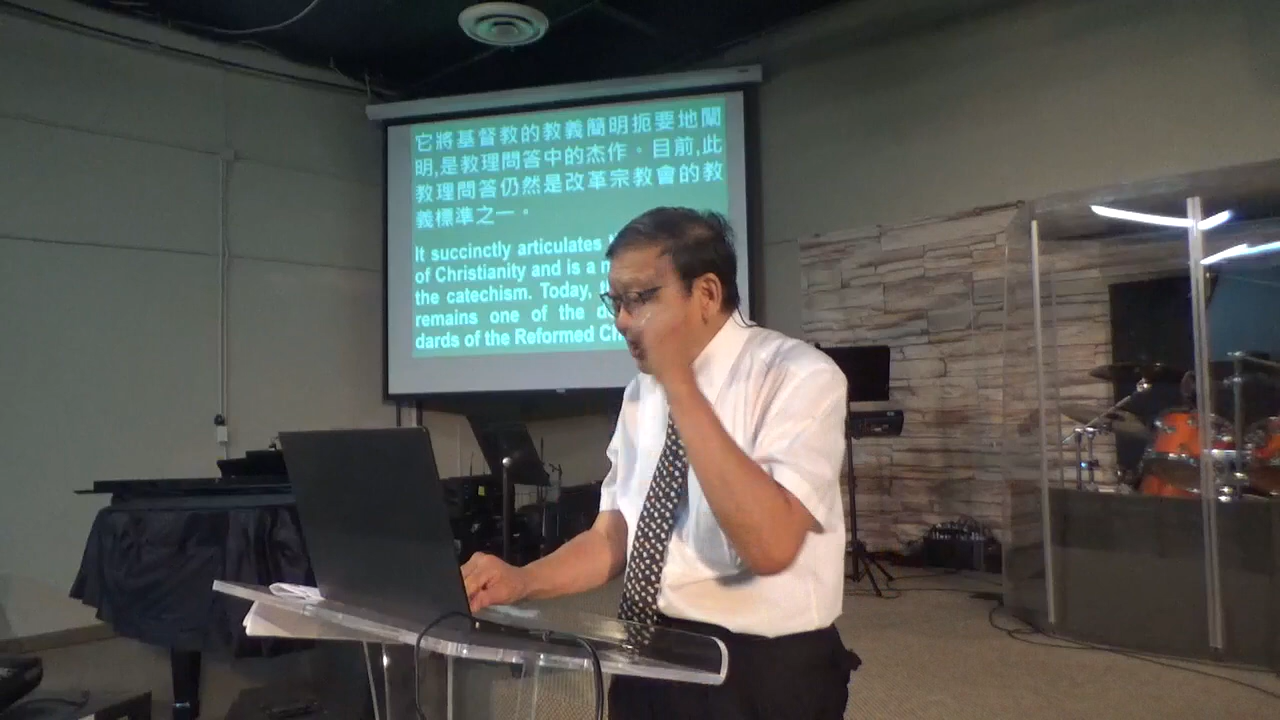 它將基督教的教義簡明扼要地闡
明,是教理問答中的杰作。目前,此
教理問答仍然是改革宗教會的教
義標準之一。
It succinctly articulates
of Christianity and is a
the catechism. Today,
remains one of the
dards of the Reformed